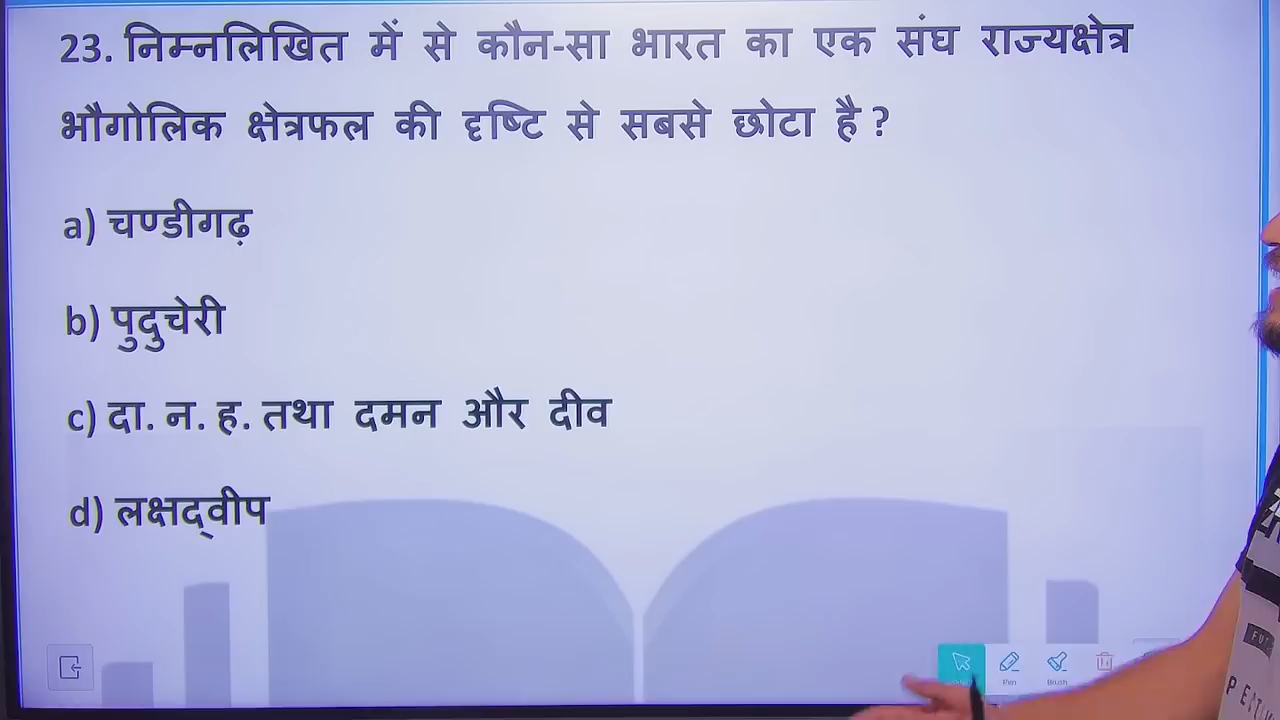 23. निम्नलिखित में से कौन-सा भारत का एक संघ राज्यक्षेत्र
भौगोलिक क्षेत्रफल की दृष्टि से सबसे छोटा है ?
a) चण्डीगढ़
b) पुदुचेरी
c) दा. न. ह. तथा दमन और दीव
d) लक्षद्‌वीप
Pen
Brush